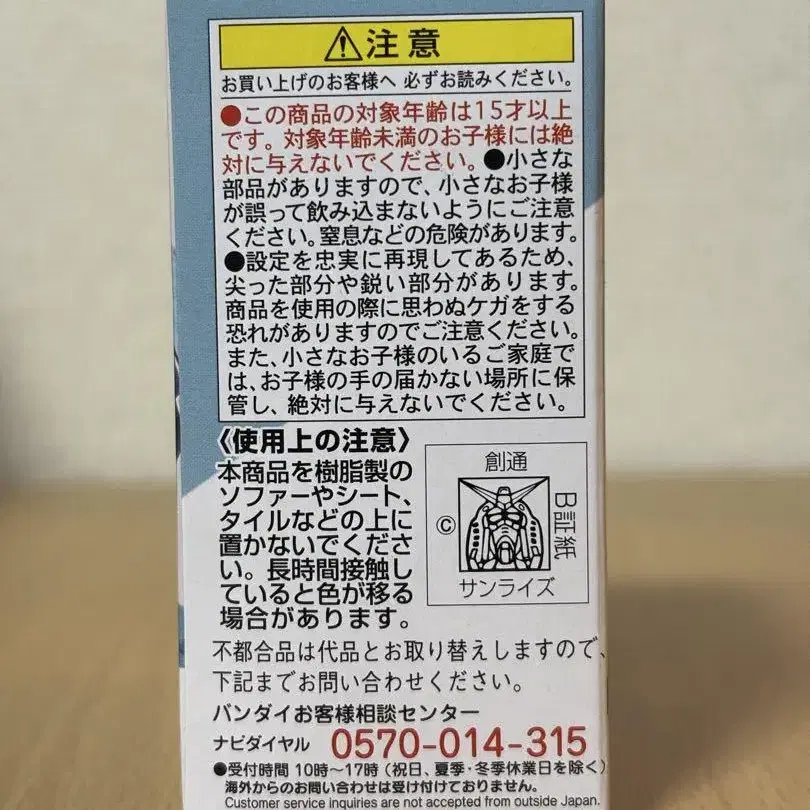 ⚠注意
お買い上げのお客様へ 必ずお読みください。
●この商品の対象年齢は15才以上
です。対象年齢未満のお子様には絶
対に与えないでください。●小さな
部品がありますので、小さなお子様
が誤って飲み込まないようにご注意
ください。窒息などの危険があります。
●設定を忠実に再現してあるため、
尖った部分や鋭い部分があります。
商品を使用の際に思わぬケガをする
恐れがありますのでご注意ください。
また、小さなお子様のいるご家庭で
は、お子様の手の届かない場所に保
管し、絶対に与えないでください。
〈使用上の注意〉
本商品を樹脂製の
ソファーやシート、
タイルなどの上に
置かないでくださ
い。長時間接触し
ていると色が移る
場合があります。
創通
©
B証紙
サンライズ
不都合品は代品とお取り替えしますので、
下記までお問い合わせください。
バンダイお客様相談センター
ナビダイヤル 0570-014-315
●受付時間 10時〜17時（祝日、夏季・冬季休業日を除く）
海外からのお問い合わせは受け付けておりません。
Customer service inquiries are not accepted from outside Japan.